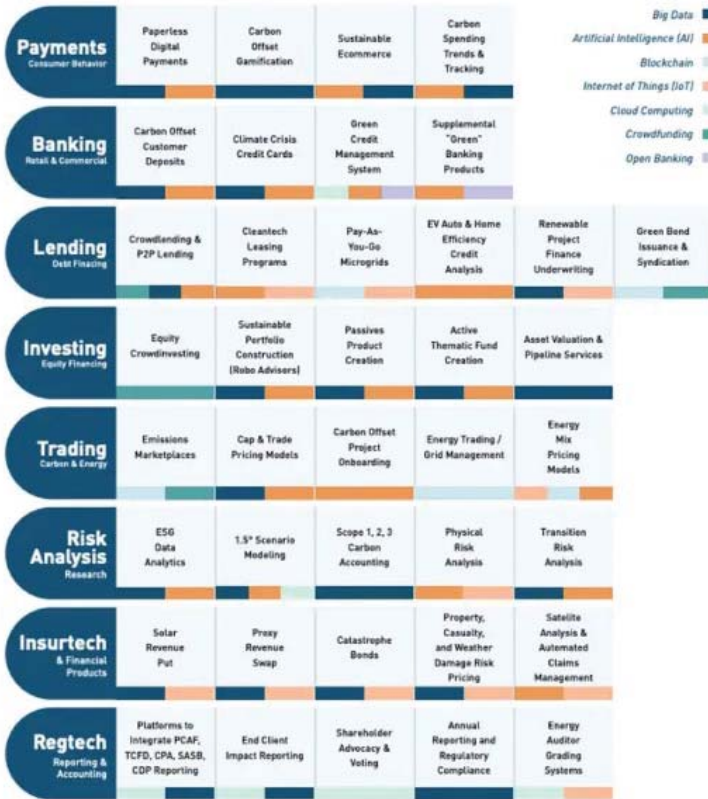 Payments
Consumer Behavior
Paperless
Digital
Payments
Carbon
Offset
Gamification
Sustainable
Ecommerce
Carbon
Spending
Trends &
Tracking
Big Data
Artificial Intelligence (AI)
Blockchain
Internet of Things (IoT)
Cloud Computing
Crowdfunding
Open Banking
Banking
Retail & Commercial
Carbon Offset
Customer
Deposits
Climate Crisis
Credit Cards
Green
Credit
Management
System
Supplemental
"Green"
Banking
Products
Lending
Debt Finacing
Crowdlending &
P2P Lending
Cleantech
Leasing
Programs
Pay-As-
You-Go
Microgrids
EV Auto & Home
Efficiency
Credit
Analysis
Renewable
Project
Finance
Underwriting
Green Bond
Issuance &
Syndication
Investing
Equity Financing
Equity
Crowdinvesting
Sustainable
Portfolio
Construction
(Robo Advisers)
Passives
Product
Creation
Active
Thematic Fund
Creation
Asset Valuation &
Pipeline Services
Trading
Carbon & Energy
Emissions
Marketplaces
Cap & Trade
Pricing Models
Carbon Offset
Project
Onboarding
Energy Trading /
Grid Management
Energy
Mix
Pricing
Models
Risk
Analysis
Research
ESG
Data
Analytics
1.5° Scenario
Modeling
Scope 1, 2, 3
Carbon
Accounting
Physical
Risk
Analysis
Transition
Risk
Analysis
Insurtech
& Financial
Products
Solar
Revenue
Put
Proxy
Revenue
Swap
Catastrophe
Bonds
Property,
Casualty,
and Weather
Damage Risk
Pricing
Satelite
Analysis &
Automated
Claims
Management
Regtech
Reporting &
Accounting
Platforms to
Integrate PCAF,
TCFD, CPA, SASB,
CDP Reporting
End Client
Impact Reporting
Shareholder
Advocacy &
Voting
Annual
Reporting and
Regulatory
Compliance
Energy
Auditor
Grading
Systems